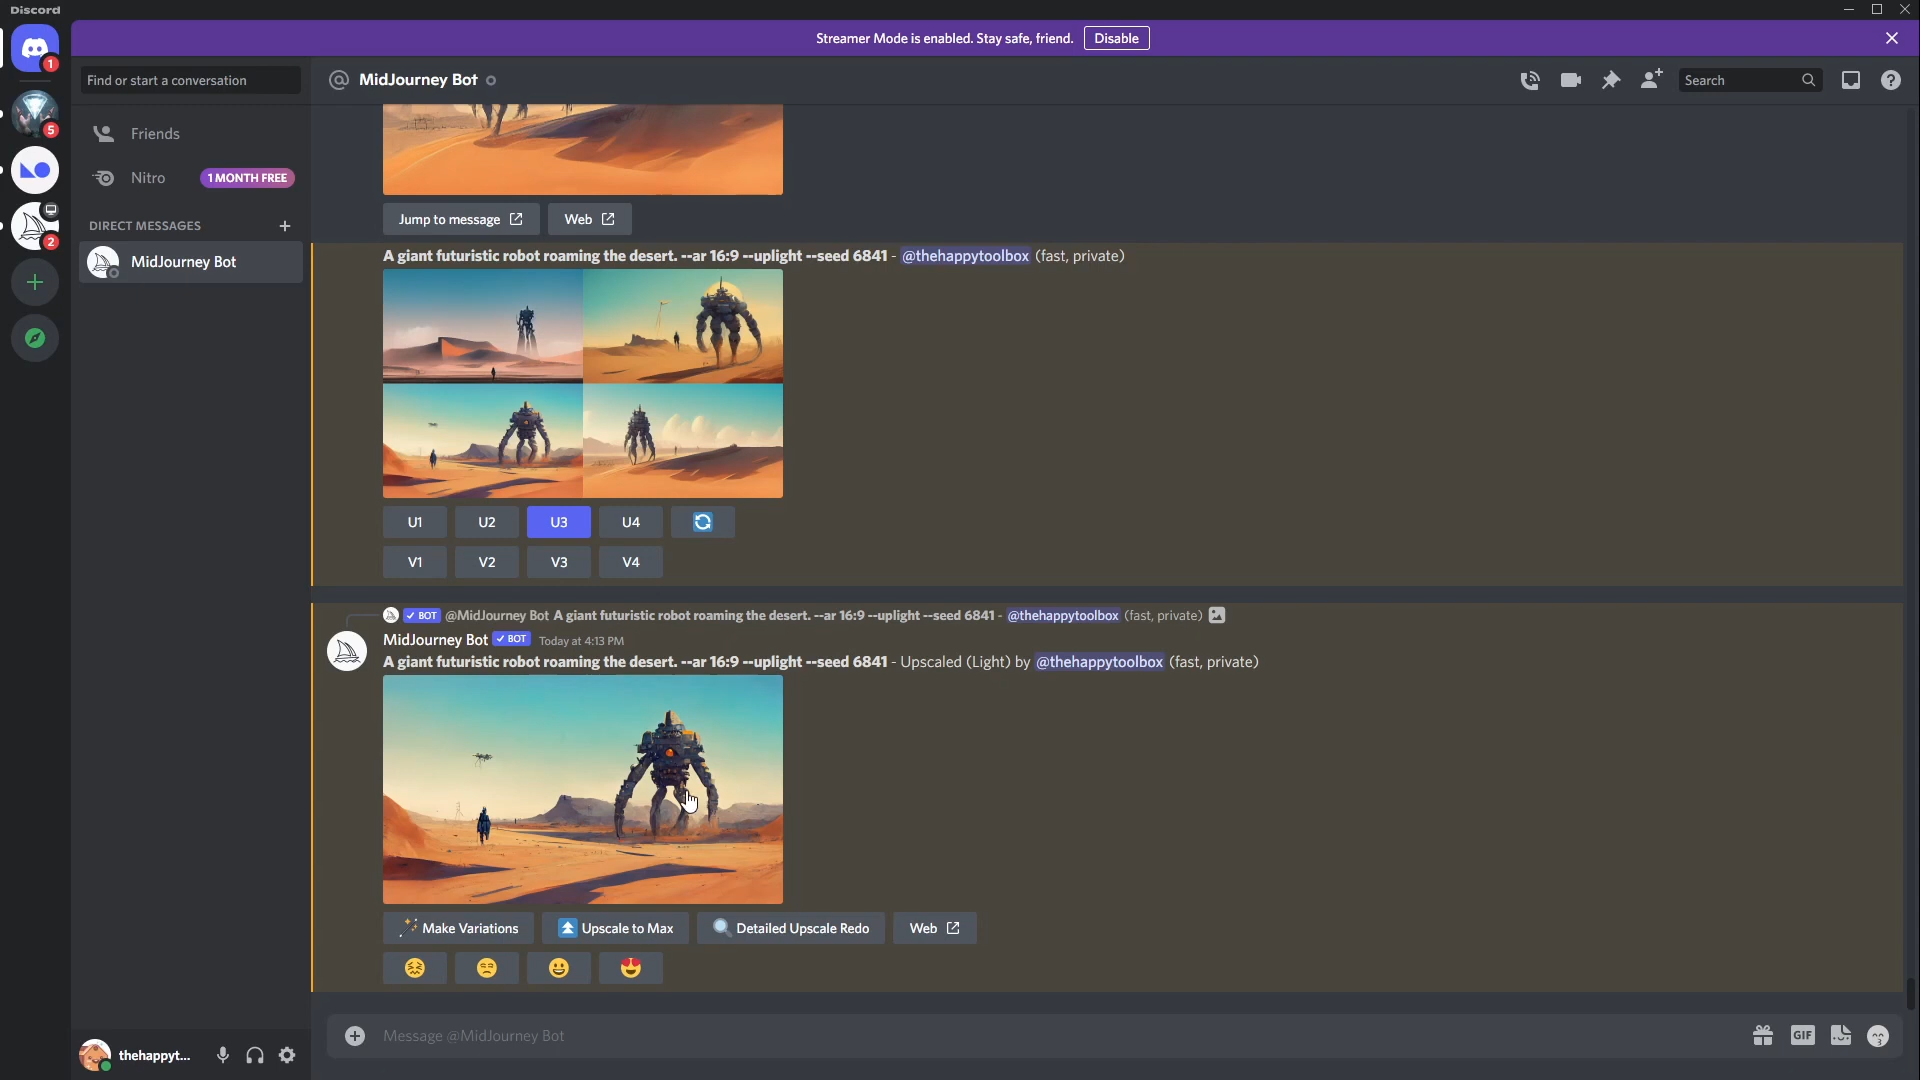 Discord
Streamer Mode is enabled. Stay safe, friend. Disable
1
Find or start a conversation
MidJourney Bot
Search
5
Friends
Nitro 1 MONTH FREE
2
DIRECT MESSAGES
MidJourney Bot
Jump to message Web
A giant futuristic robot roaming the desert. --ar 16:9 --uplight --seed 6841 - @thehappytoolbox (fast, private)
U1 U2 U3 U4
V1 V2 V3 V4
BOT @MidJourney Bot A giant futuristic robot roaming the desert. --ar 16:9 --uplight --seed 6841 - @thehappytoolbox (fast, private)
MidJourney Bot BOT Today at 4:13 PM
A giant futuristic robot roaming the desert. --ar 16:9 --uplight --seed 6841 - Upscaled (Light) by @thehappytoolbox (fast, private)
Make Variations Upscale to Max Detailed Upscale Redo Web
Message @MidJourney Bot
GIF
thehappyt...